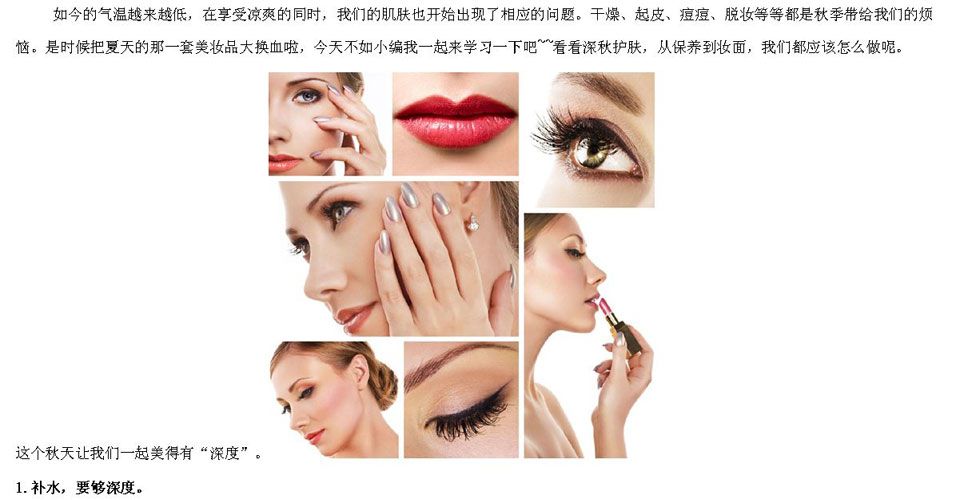 如今的气温越来越低，在享受凉爽的同时，我们的肌肤也开始出现了相应的问题。干燥、起皮、痘痘、脱妆等等都是秋季带给我们的烦
恼。是时候把夏天的那一套美妆品大换血啦，今天不如小编我一起来学习一下吧~~看看深秋护肤，从保养到妆面，我们都应该怎么做呢。
这个秋天让我们一起美得有“深度”。
1.补水，要够深度。